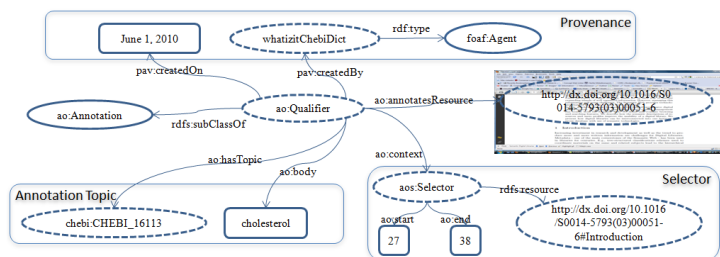 Provenance
June 1, 2010
whatizitChebiDict
rdf:type
foaf:Agent
pav:createdOn
pav:createdBy
ao:Annotation
rdfs:subClassOf
ao:Qualifier
ao:annotatesResource
http://dx.doi.org/10.1016/S0
014-5793(03)00051-6
ao:hasTopic
ao:body
ao:context
Annotation Topic
chebi:CHEBI_16113
cholesterol
Selector
aos:Selector
rdfs:resource
ao:start
ao:end
27
38
http://dx.doi.org/10.1016
/S0014-5793(03)00051-
6#Introduction